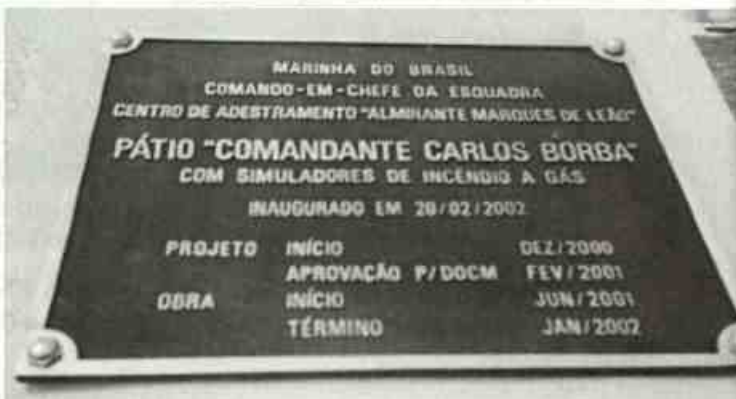 MARINHA DO BRASIL
COMANDO-EM-CHEFE DA ESQUADRA
CENTRO DE ADESTRAMENTO "ALMIRANTE MARQUES DE LEÃO"
PÁTIO "COMANDANTE CARLOS BORBA"
COM SIMULADORES DE INCÊNDIO A GÁS
INAUGURADO EM 28/02/2002
PROJETO INÍCIO DEZ/2000
APROVAÇÃO P/DOCM FEV/2001
OBRA INÍCIO JUN/2001
TÉRMINO JAN/2002